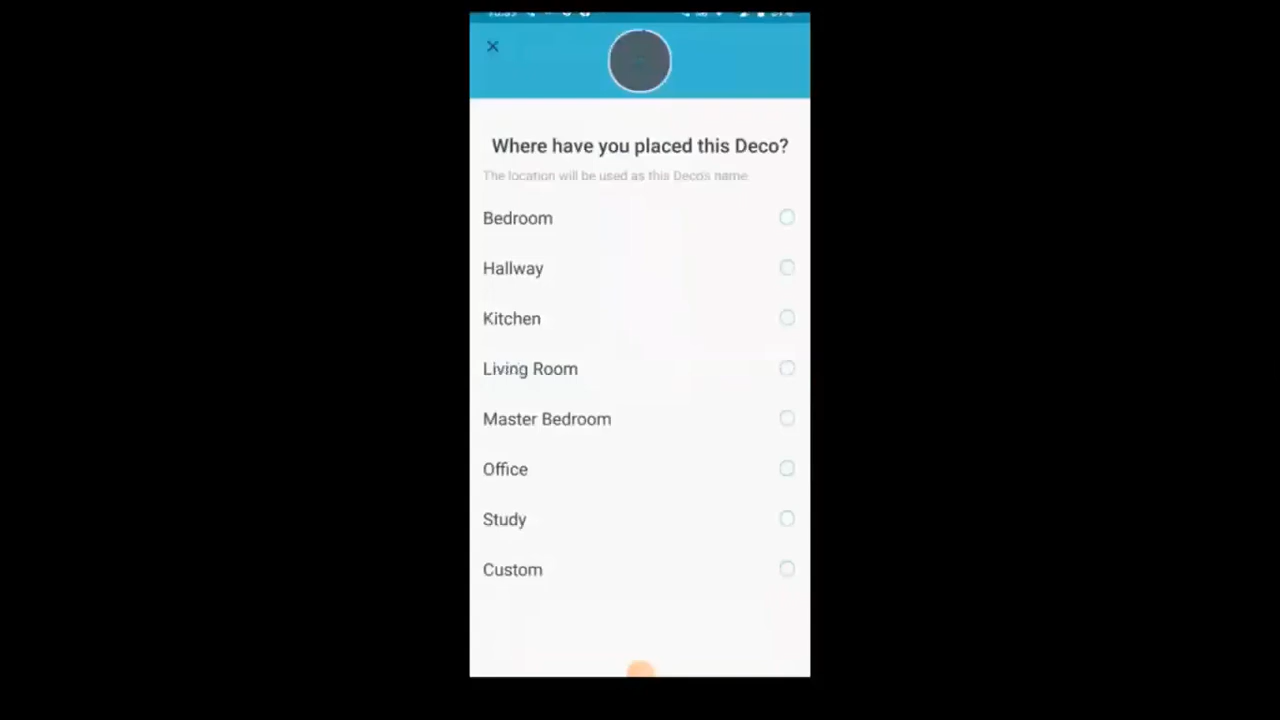 Where have you placed this Deco?
The location will be used as this Deco's name
Bedroom
Hallway
Kitchen
Living Room
Master Bedroom
Office
Study
Custom